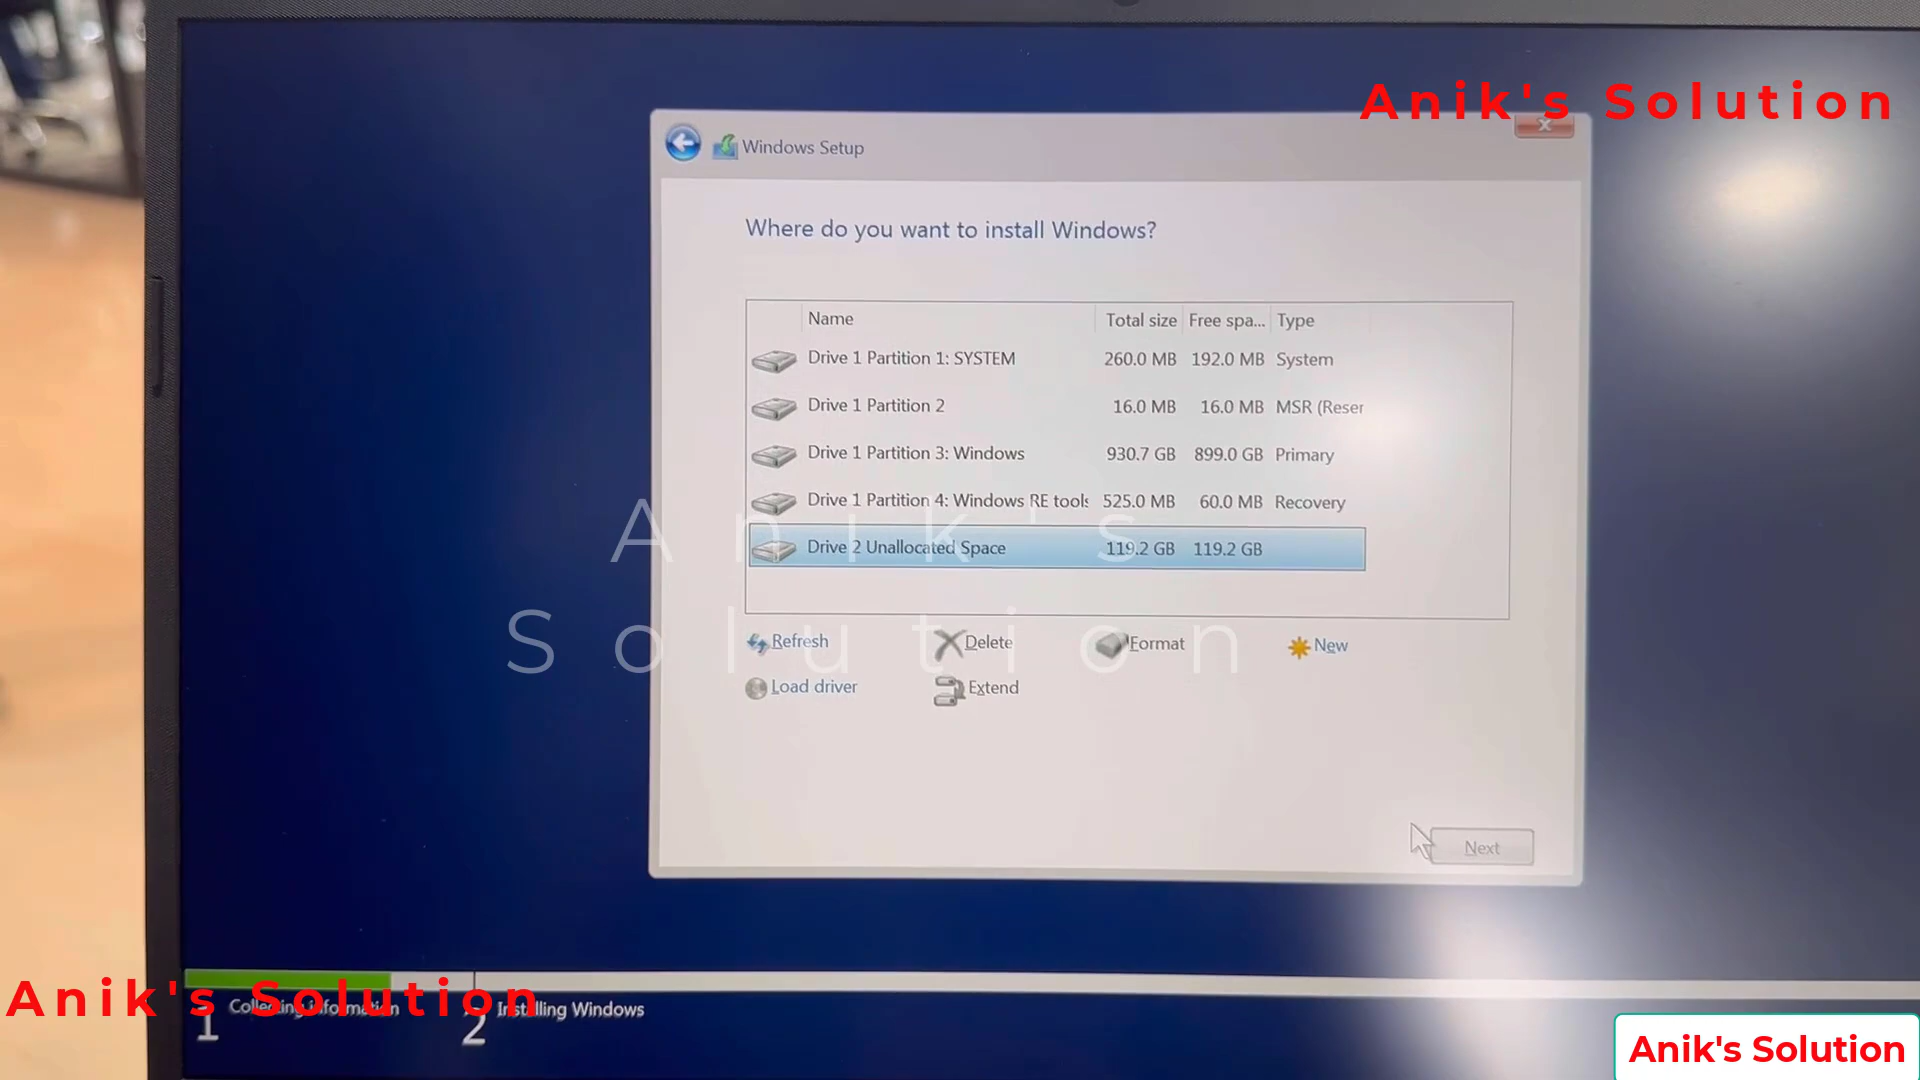 Anik's Solution
Windows Setup
Where do you want to install Windows?
Name Total size Free spa... Type
Drive 1 Partition 1: SYSTEM 260.0 MB 192.0 MB System
Drive 1 Partition 2 16.0 MB 16.0 MB MSR (Reser
Drive 1 Partition 3: Windows 930.7 GB 899.0 GB Primary
Drive 1 Partition 4: Windows RE tools 525.0 MB 60.0 MB Recovery
Drive 2 Unallocated Space 119.2 GB 119.2 GB
Anik's
Solution
Refresh Delete Format New
Load driver Extend
Next
Anik's Solution
1 Collecting information 2 Installing Windows
Anik's Solution